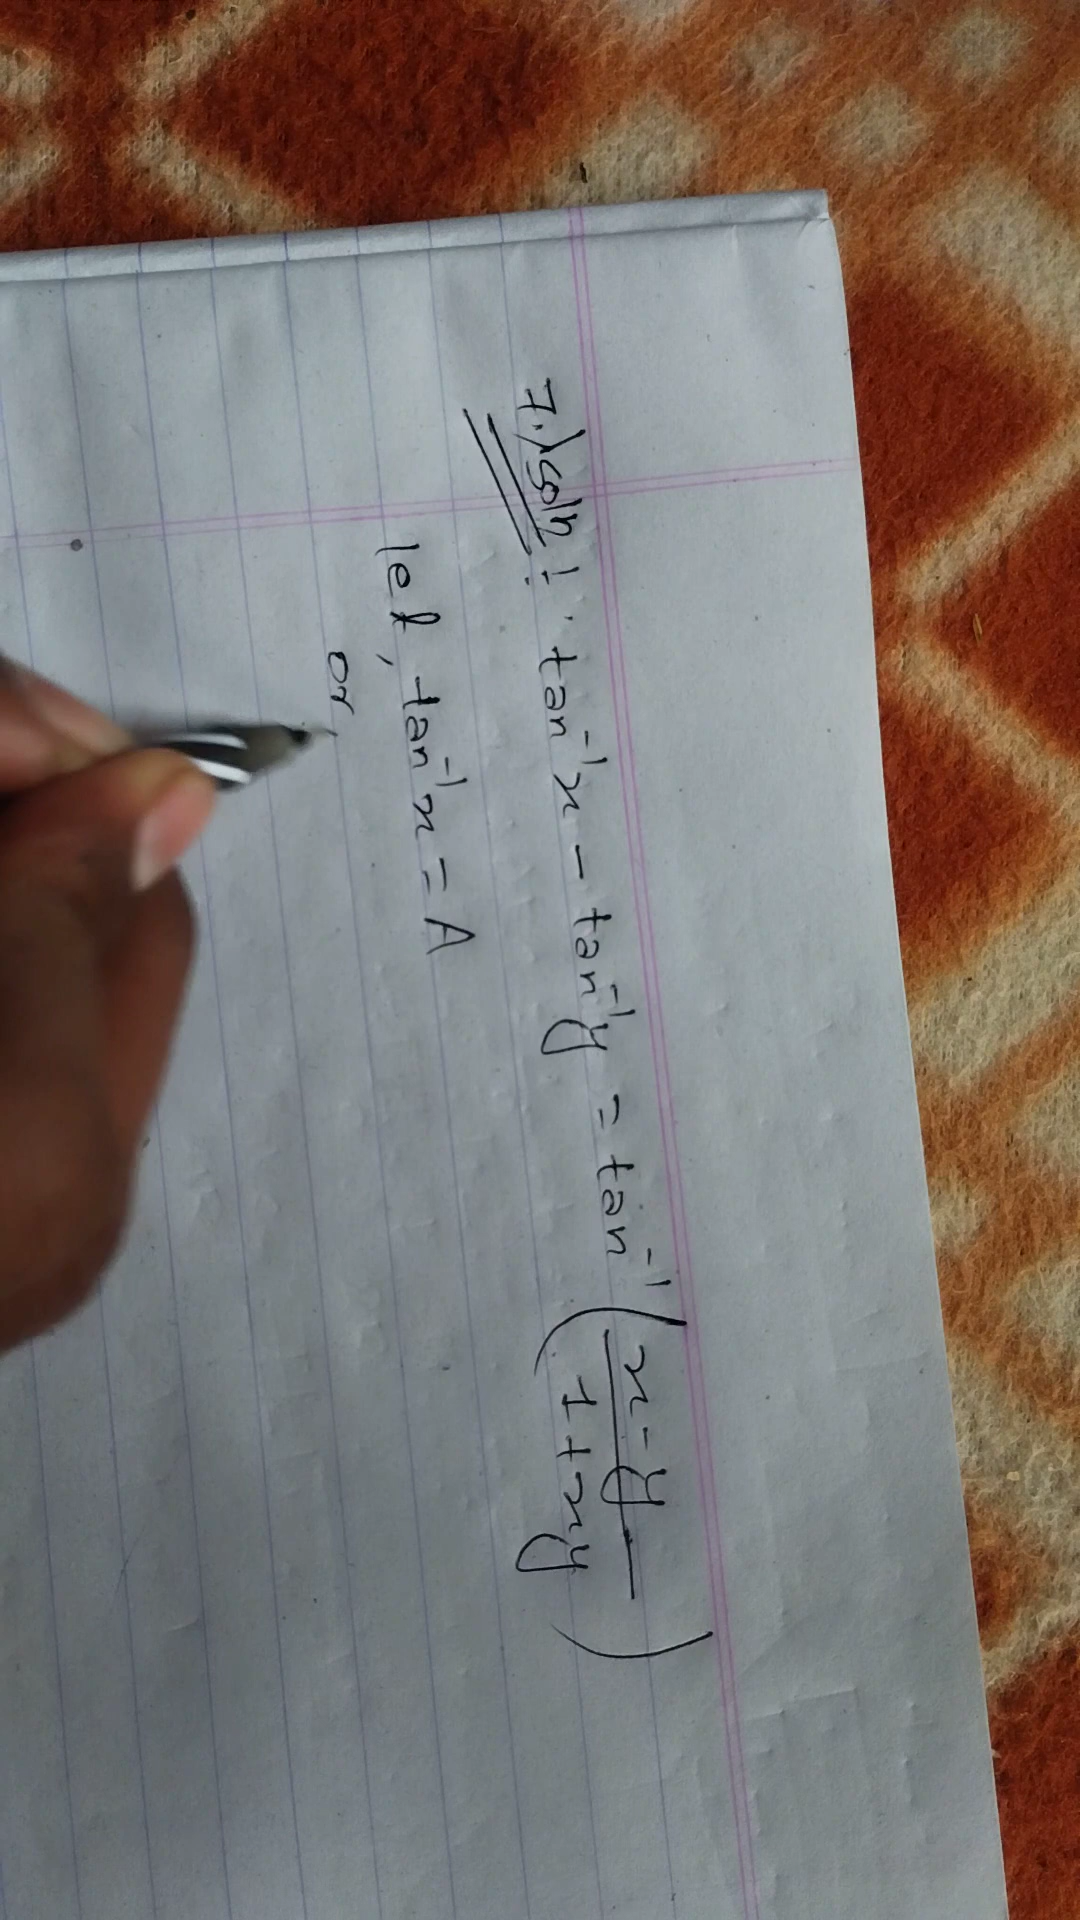 7.) Soln: tan⁻¹x - tan⁻¹y = tan⁻¹(x-y / 1+xy)
let, tan⁻¹x = A
or